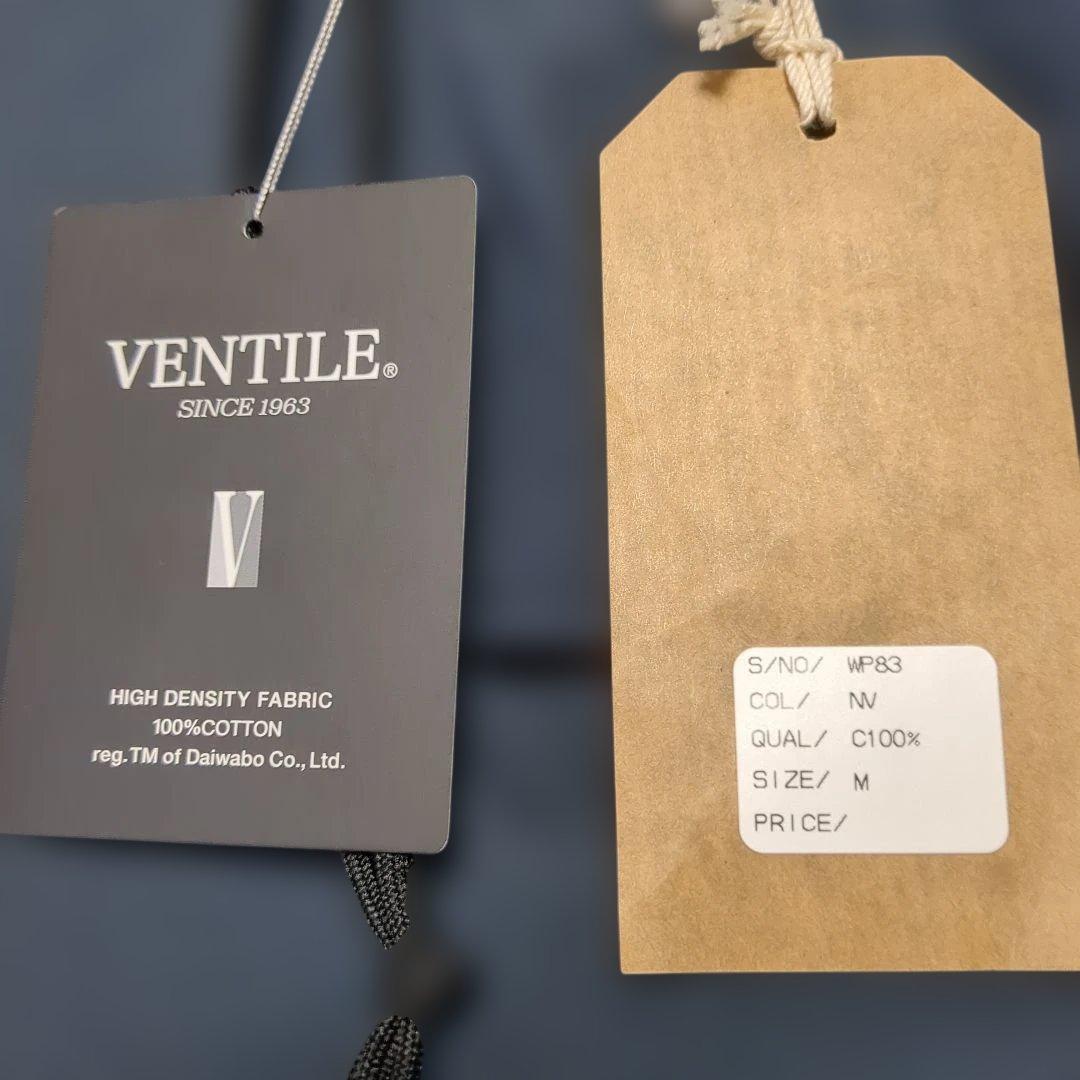 VENTILE®
SINCE 1963
V
HIGH DENSITY FABRIC
100%COTTON
reg.TM of Daiwabo Co.,Ltd.
S/NO/ WP83
COL/ NV
QUAL/ C100%
SIZE/ M
PRICE/